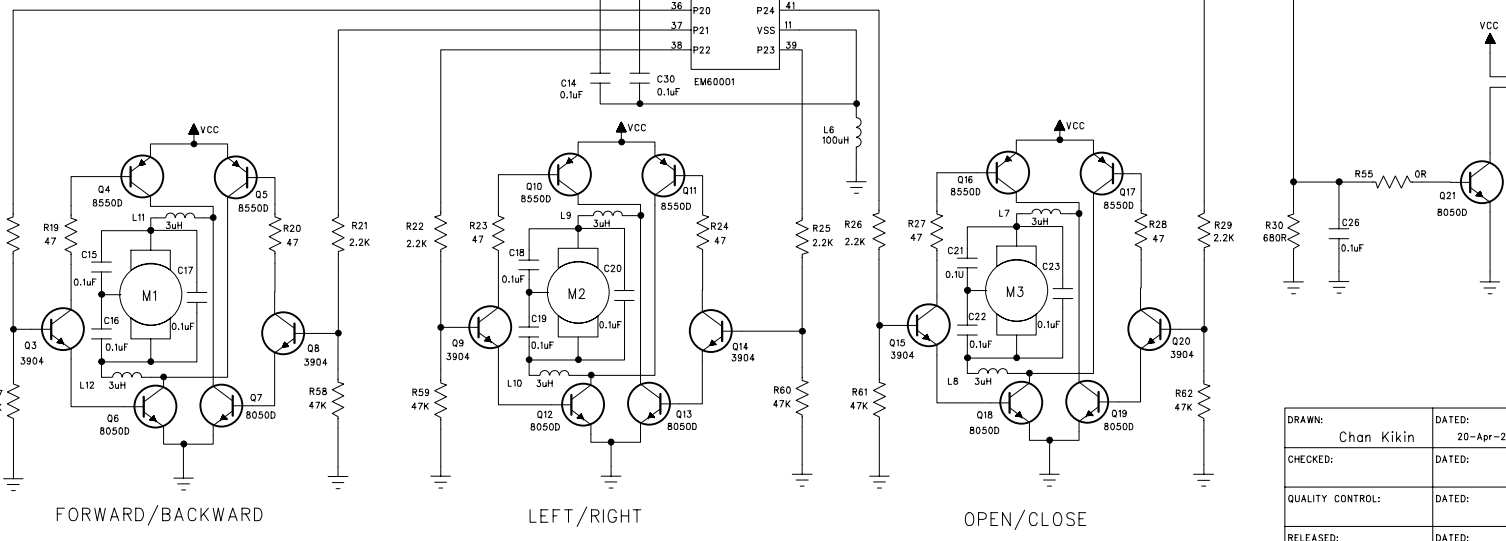 36 P20 P24 41
37 P21 VSS 11
38 P22 P23 39
EM60001
C14
0.1uF
C30
0.1uF
L6
100uH
VCC
VCC
VCC
VCC
Q4
8550D
Q5
8550D
L11
3uH
R19
47
R20
47
R21
2.2K
C15
0.1uF
C17
M1
C16
0.1uF
0.1uF
Q3
3904
Q8
3904
L12
3uH
Q6
8050D
Q7
8050D
R58
47K
K
Q10
8550D
Q11
8550D
L9
3uH
R22
2.2K
R23
47
R24
47
R25
2.2K
C18
0.1uF
C20
M2
C19
0.1uF
0.1uF
Q9
3904
Q14
3904
L10
3uH
Q12
8050D
Q13
8050D
R59
47K
R60
47K
Q16
8550D
Q17
8550D
L7
3uH
R26
2.2K
R27
47
R28
47
R29
2.2K
C21
0.1U
C23
M3
C22
0.1uF
0.1uF
Q15
3904
Q20
3904
L8
3uH
Q18
8050D
Q19
8050D
R61
47K
R62
47K
R55 0R
Q21
8050D
R30
680R
C26
0.1uF
FORWARD/BACKWARD
LEFT/RIGHT
OPEN/CLOSE
DRAWN: DATED:
Chan Kikin 20-Apr-2
CHECKED: DATED:
QUALITY CONTROL: DATED:
RELEASED: DATED: